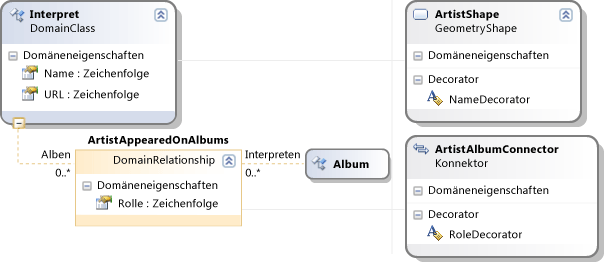 Interpret
DomainClass
Domäneneigenschaften
Name : Zeichenfolge
URL : Zeichenfolge
ArtistAppearedOnAlbums
Alben
0..*
DomainRelationship
Domäneneigenschaften
Rolle : Zeichenfolge
Interpreten
0..*
Album
ArtistShape
GeometryShape
Domäneneigenschaften
Decorator
NameDecorator
ArtistAlbumConnector
Konnektor
Domäneneigenschaften
Decorator
RoleDecorator